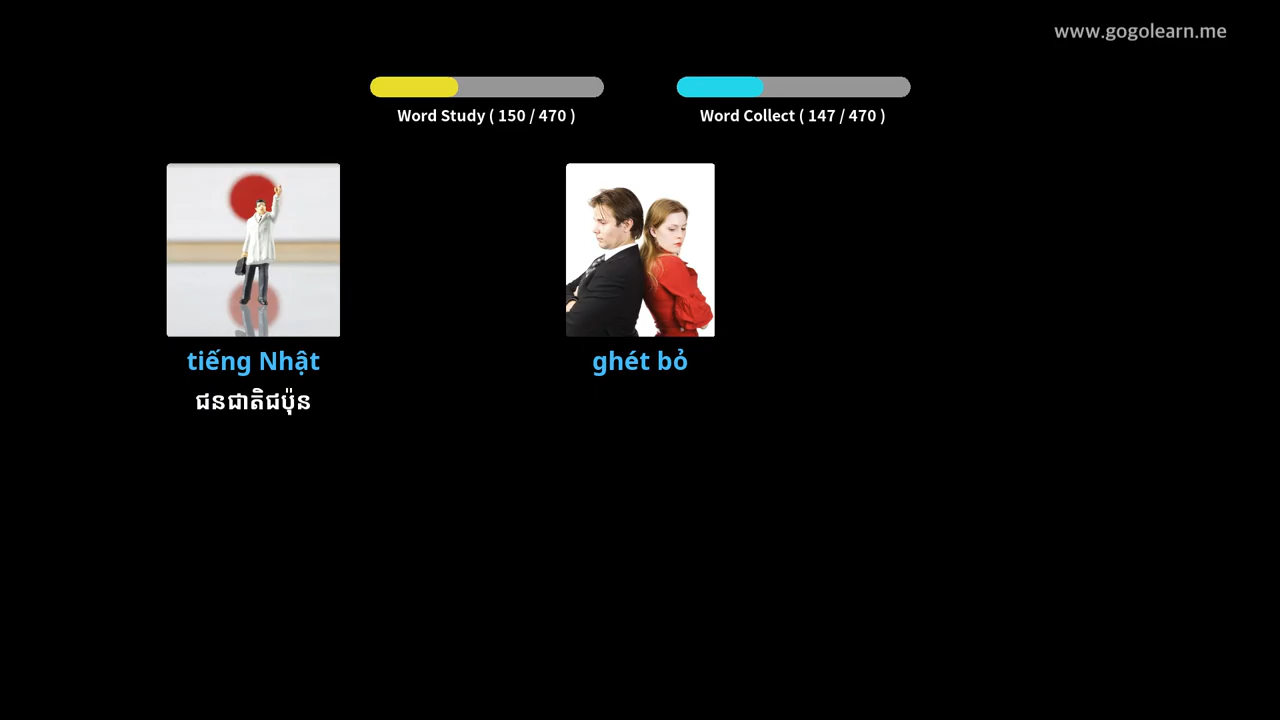 www.gogolearn.me
Word Study ( 150 / 470 )
Word Collect ( 147 / 470 )
tiếng Nhật
ghét bỏ
ជនជាតិជប៉ុន